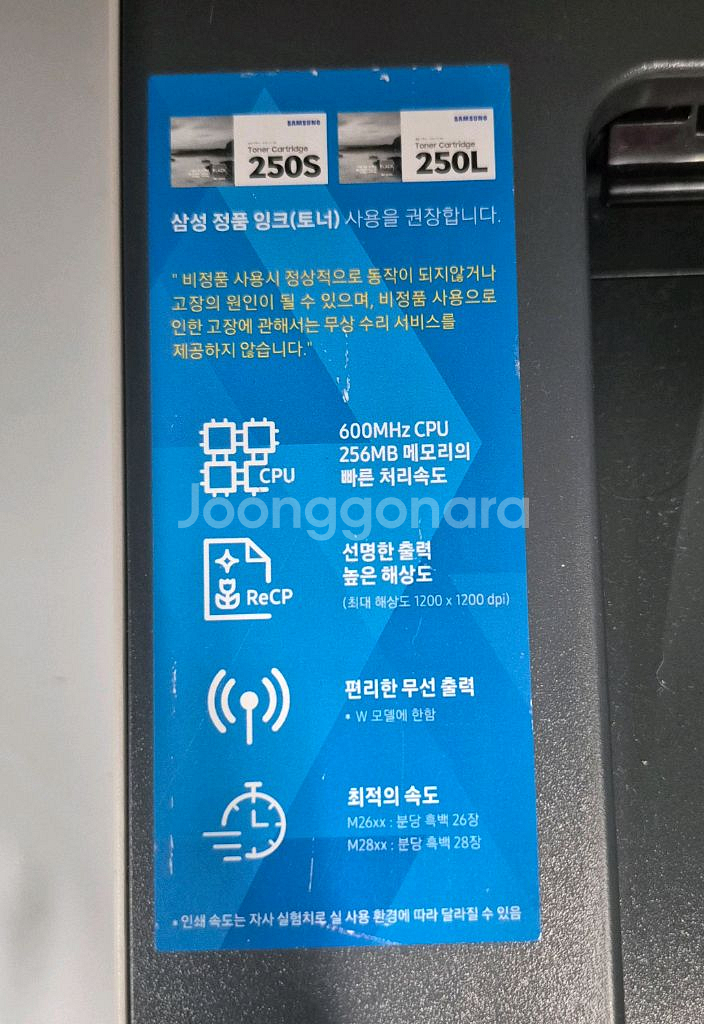 SAMSUNG
Toner Cartridge
250S
SAMSUNG
Toner Cartridge
250L
삼성 정품 잉크(토너) 사용을 권장합니다.
" 비정품 사용시 정상적으로 동작이 되지않거나
고장의 원인이 될 수 있으며, 비정품 사용으로
인한 고장에 관해서는 무상 수리 서비스를
제공하지 않습니다."
CPU
600MHz CPU
256MB 메모리의
빠른 처리속도
Joonggonara
ReCP
선명한 출력
높은 해상도
(최대 해상도 1200 x 1200 dpi)
편리한 무선 출력
• W 모델에 한함
최적의 속도
M26xx : 분당 흑백 26장
M28xx : 분당 흑백 28장
• 인쇄 속도는 자사 실험치로 실 사용 환경에 따라 달라질 수 있음